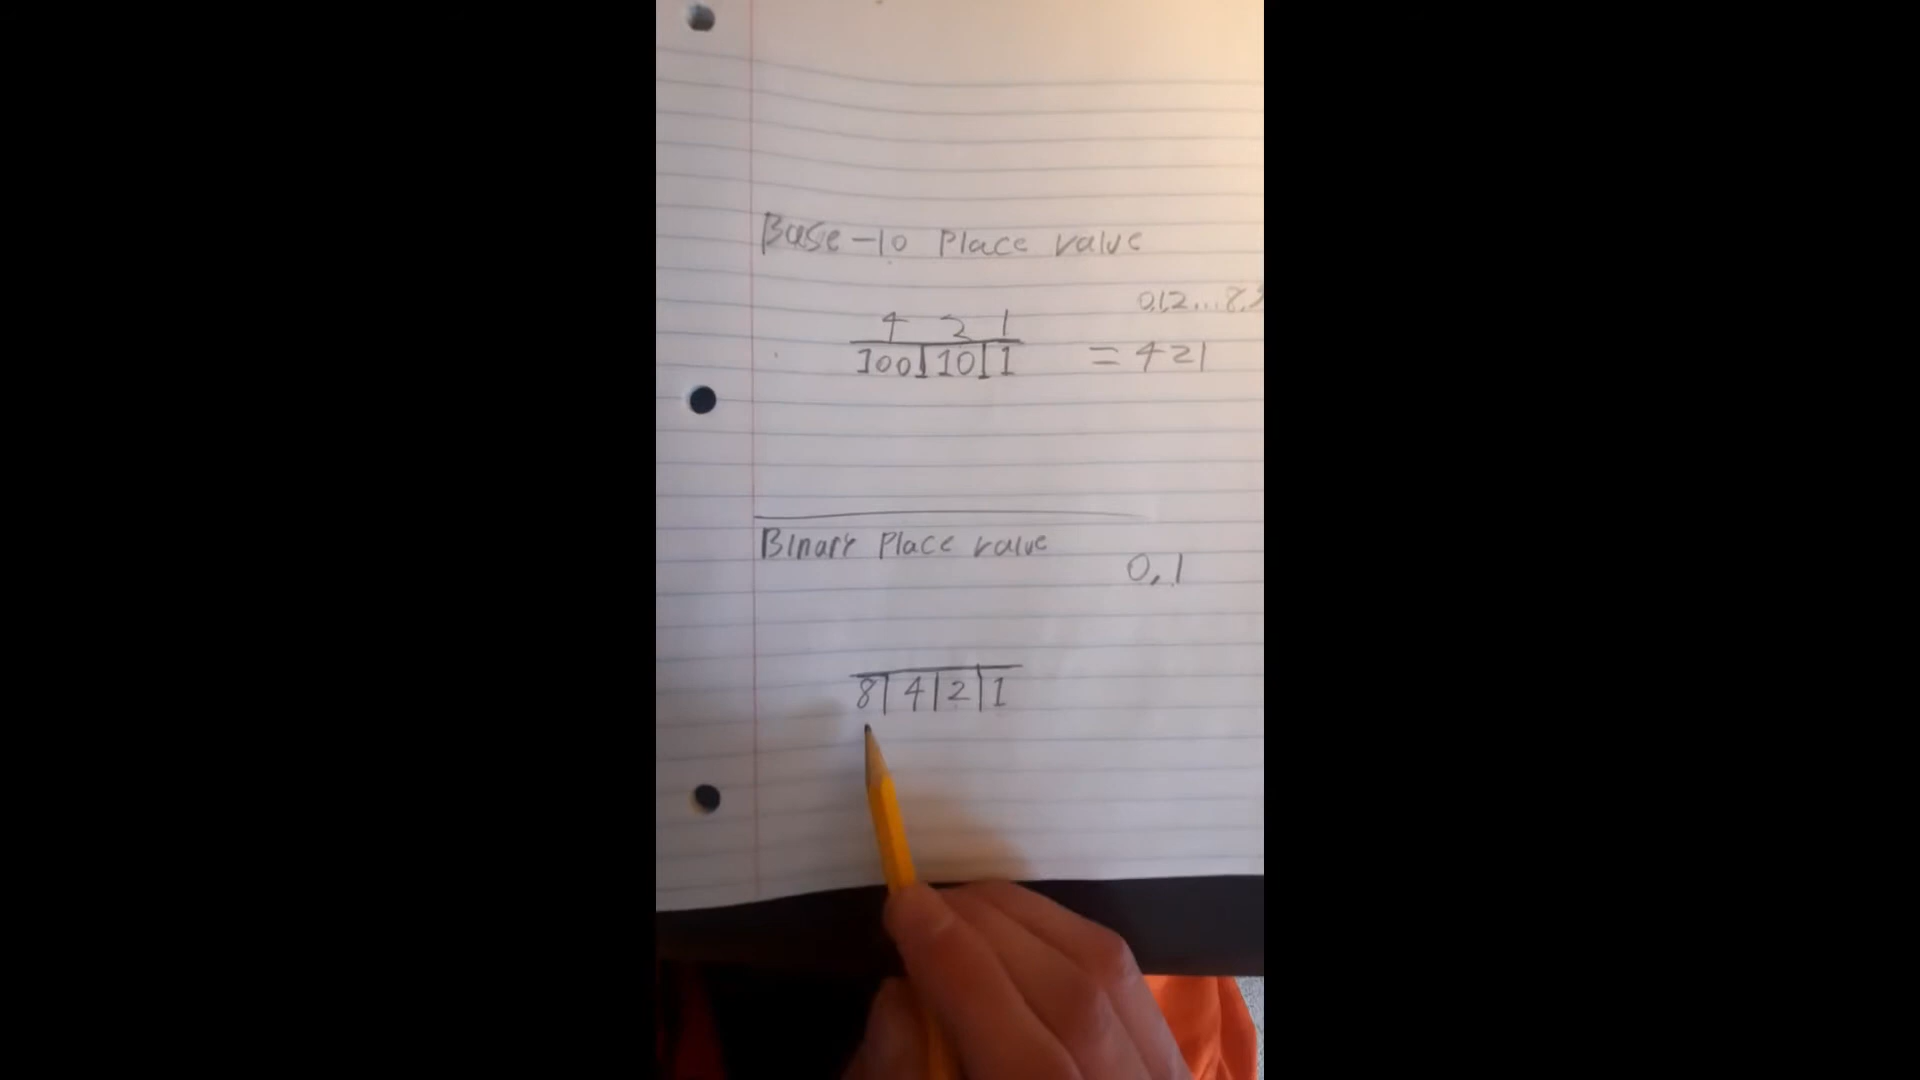 Base-10 Place value
0,1,2...8,9
4 2 1
100|10|1 = 421
Binary Place value
0,1
8|4|2|1